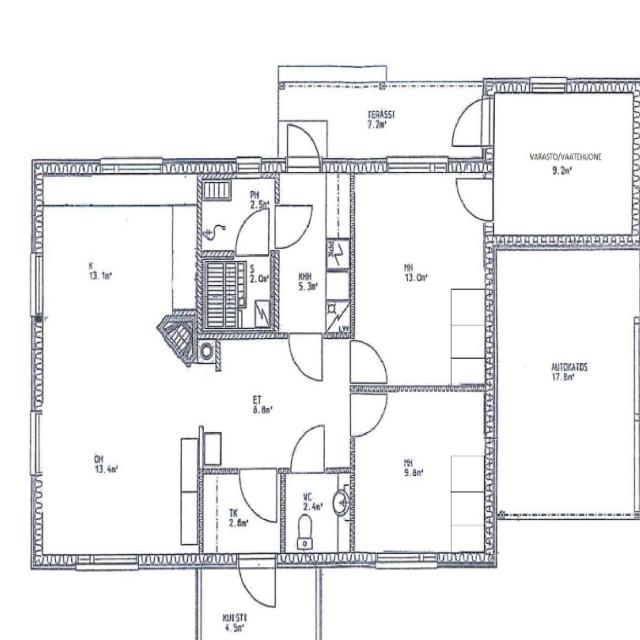 TERASSI
7.2m²
VARASTO/VAATEHUONE
9.2m²
PH
2.5m²
K
13.1m²
S
2.0m²
KHH
5.3m²
MH
13.0m²
AUTOKATOS
17.8m²
ET
8.8m²
OH
13.4m²
MH
9.8m²
TK
2.8m²
VC
2.4m²
KUISTI
4.5m²